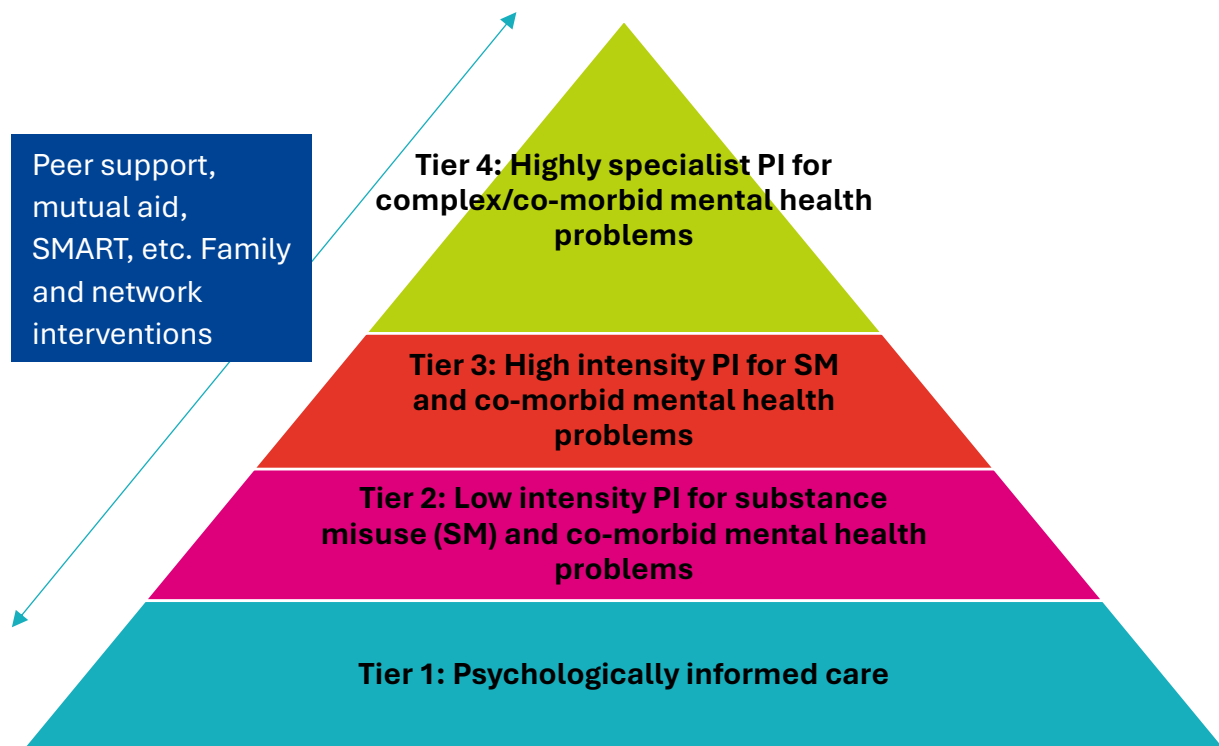 Peer support,
mutual aid,
SMART, etc. Family
and network
interventions
Tier 4: Highly specialist PI for
complex/co-morbid mental health
problems
Tier 3: High intensity PI for SM
and co-morbid mental health
problems
Tier 2: Low intensity PI for substance
misuse (SM) and co-morbid mental health
problems
Tier 1: Psychologically informed care